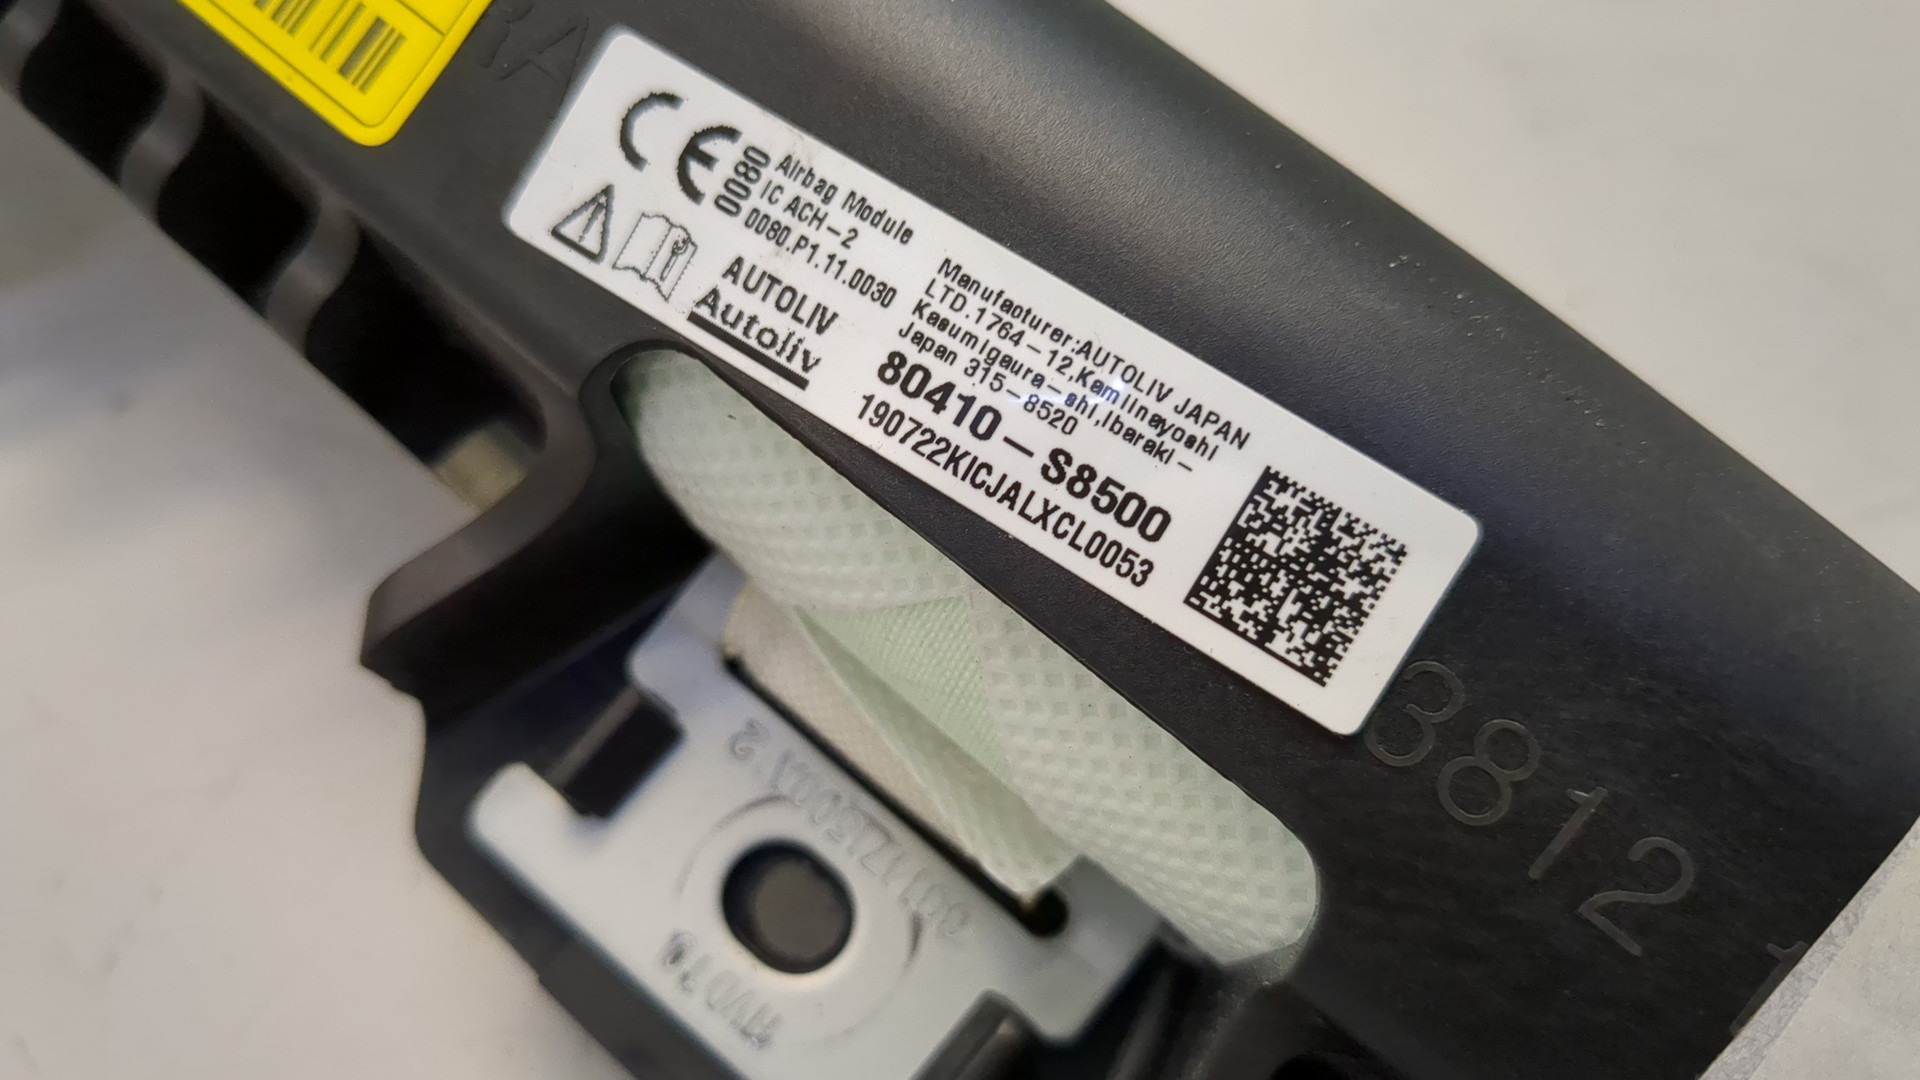 CE
0800
Airbag Module
IC ACH-2
0080.P1.11.0030
AUTOLIV
Autoliv
Manufacturer:AUTOLIV JAPAN
LTD.1764-12,Kamiinayoshi
Kasumigaura-shi,Ibaraki-
Japan 315-8520
80410-S8500
190722KICJALXCL0053
3812